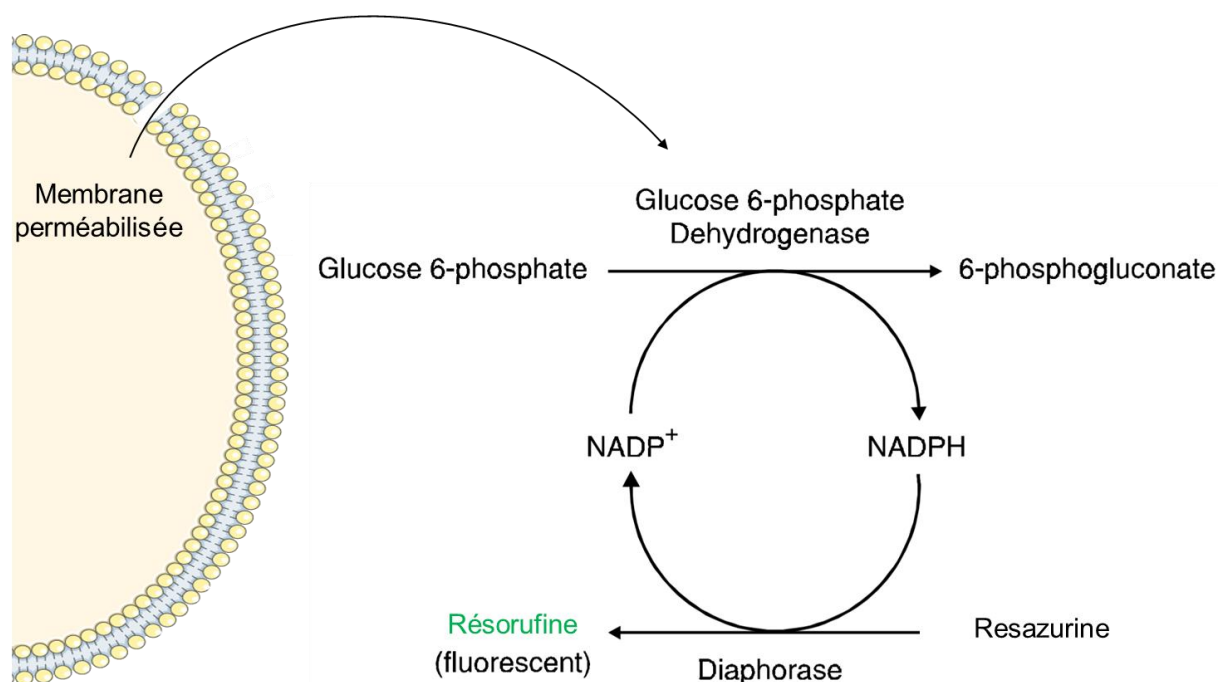 Membrane
perméabilisée
Glucose 6-phosphate
Dehydrogenase
Glucose 6-phosphate
6-phosphogluconate
NADP+
NADPH
Résorufine
(fluorescent)
Resazurine
Diaphorase